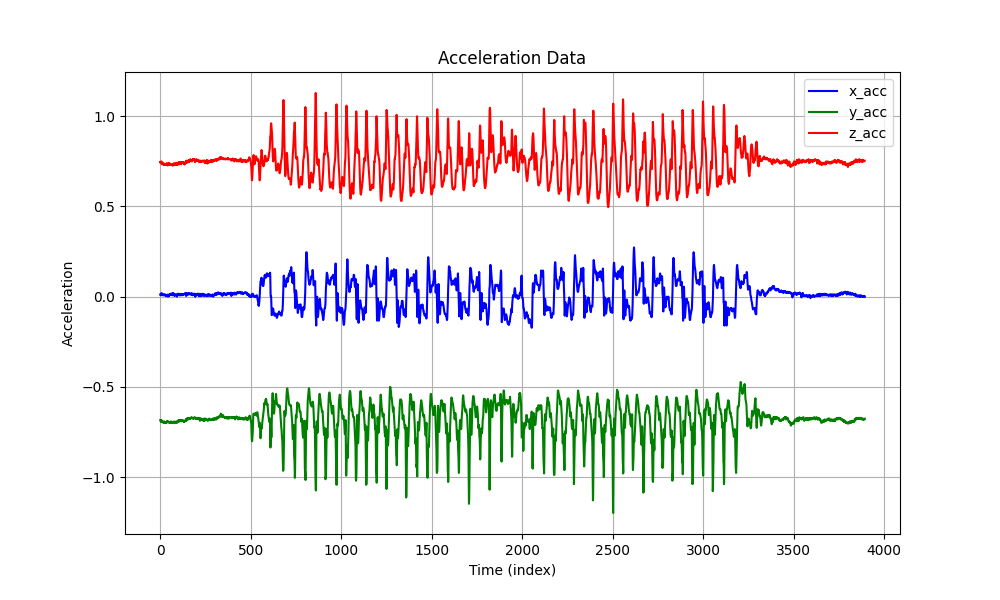 Acceleration Data
x_acc
y_acc
z_acc
1.0
0.5
0.0
−0.5
−1.0
Acceleration
0 500 1000 1500 2000 2500 3000 3500 4000
Time (index)